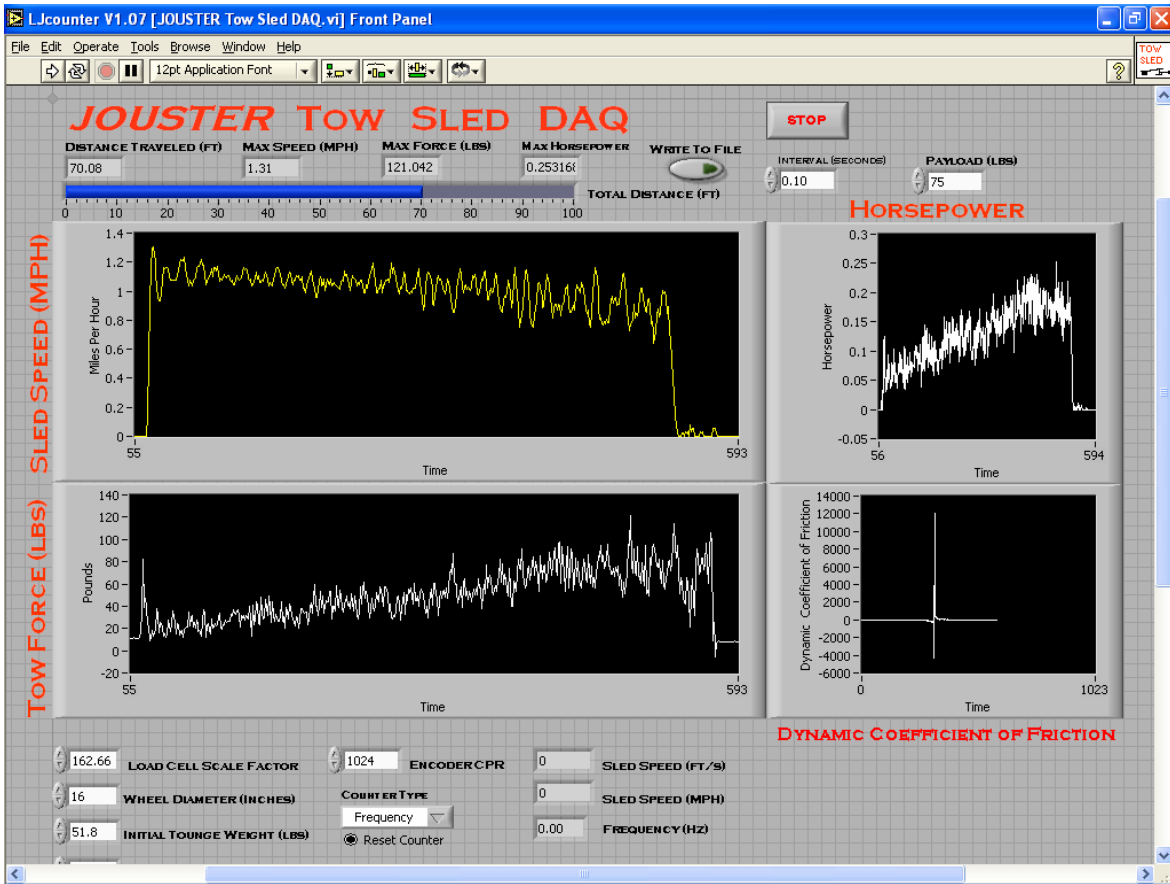 LJcounter V1.07 [JOUSTER Tow Sled DAQ.vi] Front Panel
File Edit Operate Tools Browse Window Help
12pt Application Font
TOW
SLED
JOUSTER TOW SLED DAQ
STOP
DISTANCE TRAVELED (FT) MAX SPEED (MPH) MAX FORCE (LBS) MAX HORSEPOWER WRITE TO FILE
INTERVAL (SECONDS) PAYLOAD (LBS)
70.08 1.31 121.042 0.253168 0.10 75
TOTAL DISTANCE (FT)
0 10 20 30 40 50 60 70 80 90 100
SLED SPEED (MPH)
1.4
1.2
1
0.8
0.6
0.4
0.2
0
Miles Per Hour
55 593
Time
HORSEPOWER
0.3
0.25
0.2
0.15
0.1
0.05
0
-0.05
Horsepower
56 594
Time
TOW FORCE (LBS)
140
120
100
80
60
40
20
0
-20
Pounds
55 593
Time
14000
12000
10000
8000
6000
4000
2000
0
-2000
-4000
-6000
Dynamic Coefficient of Friction
0 1023
Time
DYNAMIC COEFFICIENT OF FRICTION
162.66 LOAD CELL SCALE FACTOR
16 WHEEL DIAMETER (INCHES)
51.8 INITIAL TOUNGE WEIGHT (LBS)
1024 ENCODER CPR
COUNTER TYPE
Frequency
Reset Counter
0 SLED SPEED (FT/S)
0 SLED SPEED (MPH)
0.00 FREQUENCY (HZ)